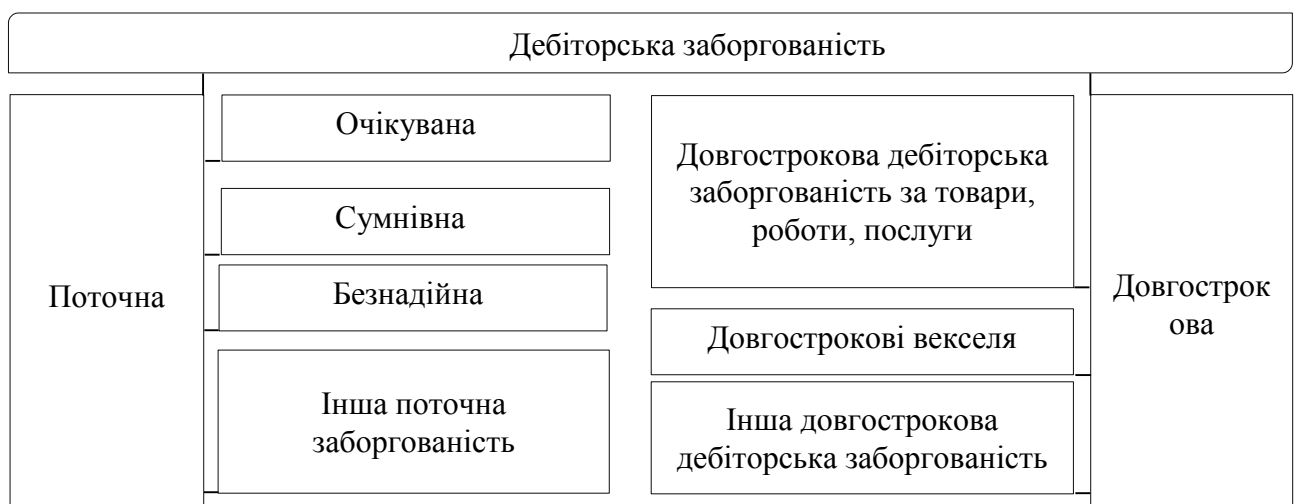 Дебіторська заборгованість
Поточна
Очікувана
Сумнівна
Безнадійна
Інша поточна
заборгованість
Довгострокова дебіторська
заборгованість за товари,
роботи, послуги
Довгострокові векселя
Інша довгострокова
дебіторська заборгованість
Довгострок
ова